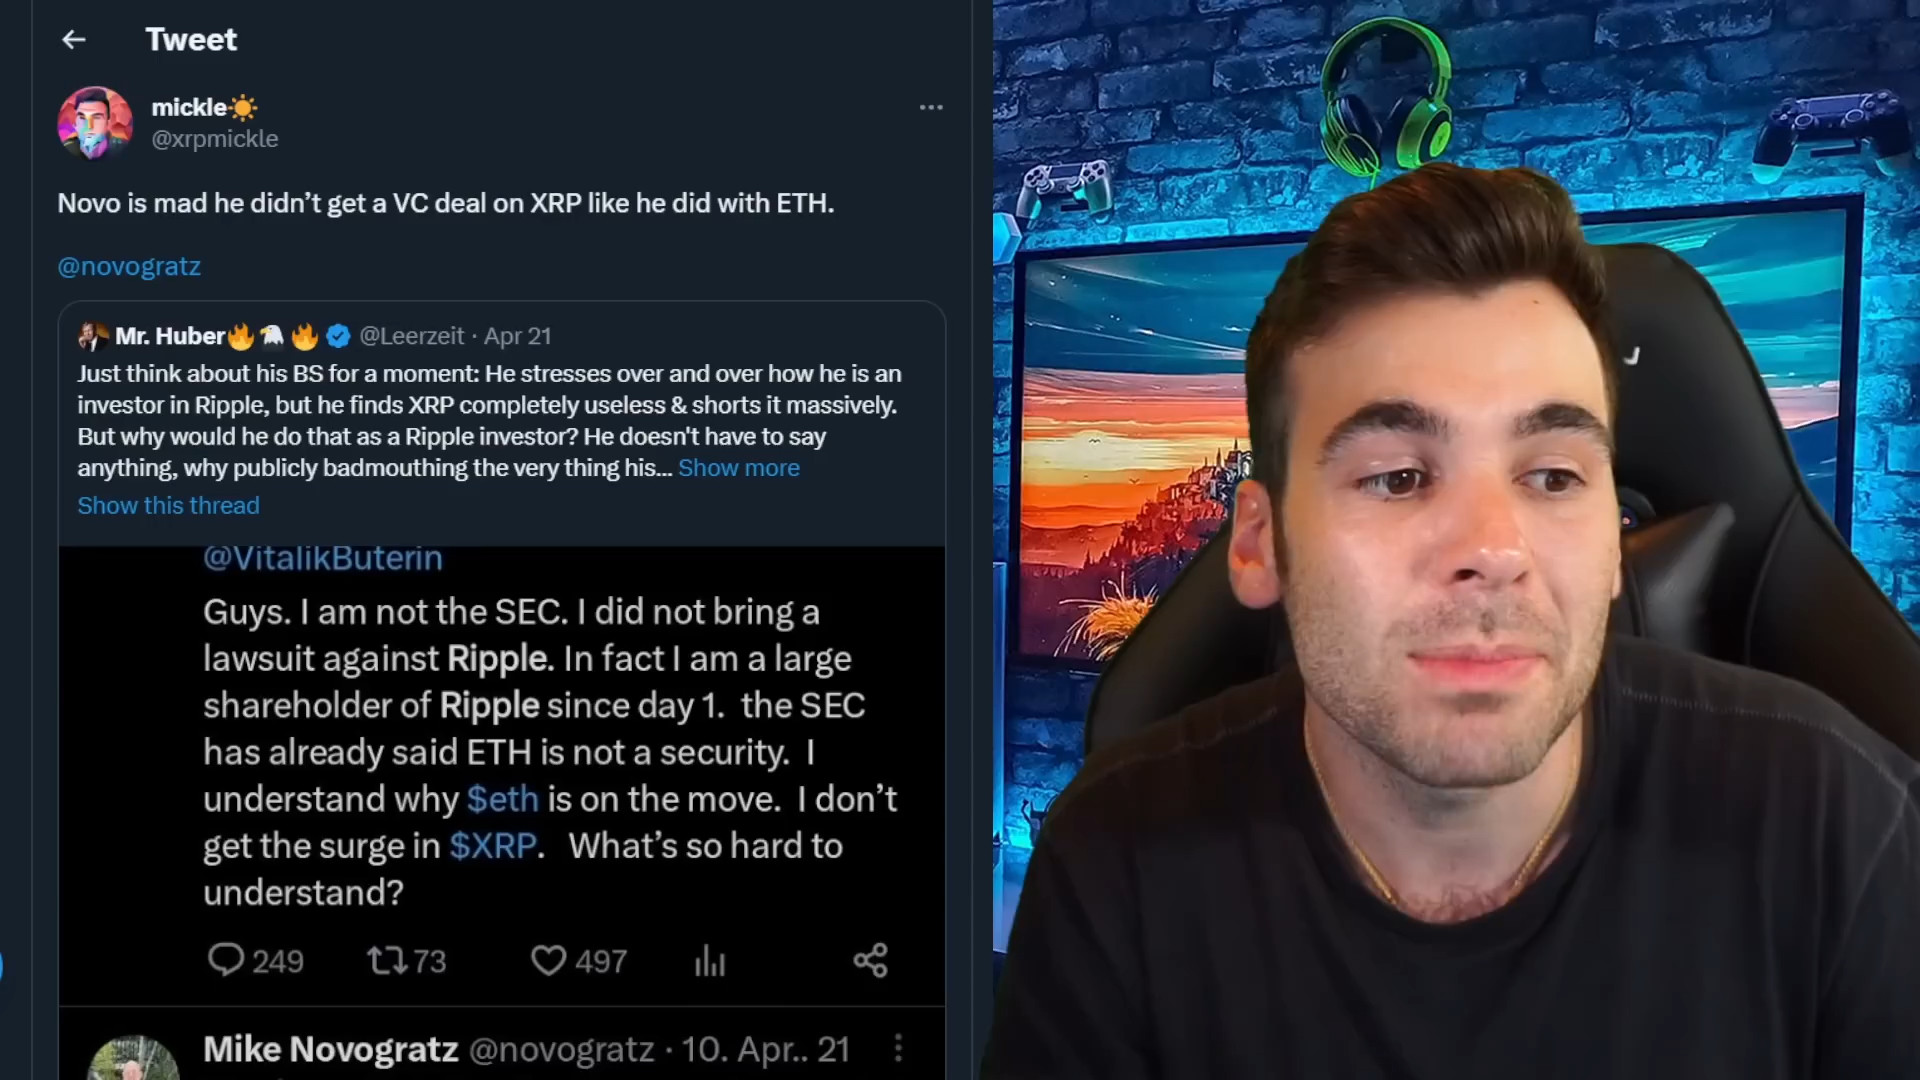 Tweet
mickle
@xrpmickle
Novo is mad he didn’t get a VC deal on XRP like he did with ETH.
@novogratz
Mr. Huber @Leerzeit · Apr 21
Just think about his BS for a moment: He stresses over and over how he is an
investor in Ripple, but he finds XRP completely useless & shorts it massively.
But why would he do that as a Ripple investor? He doesn't have to say
anything, why publicly badmouthing the very thing his... Show more
Show this thread
@VitalikButerin
Guys. I am not the SEC. I did not bring a
lawsuit against Ripple. In fact I am a large
shareholder of Ripple since day 1. the SEC
has already said ETH is not a security. I
understand why $eth is on the move. I don’t
get the surge in $XRP. What’s so hard to
understand?
249 73 497
Mike Novogratz @novogratz · 10. Apr.. 21